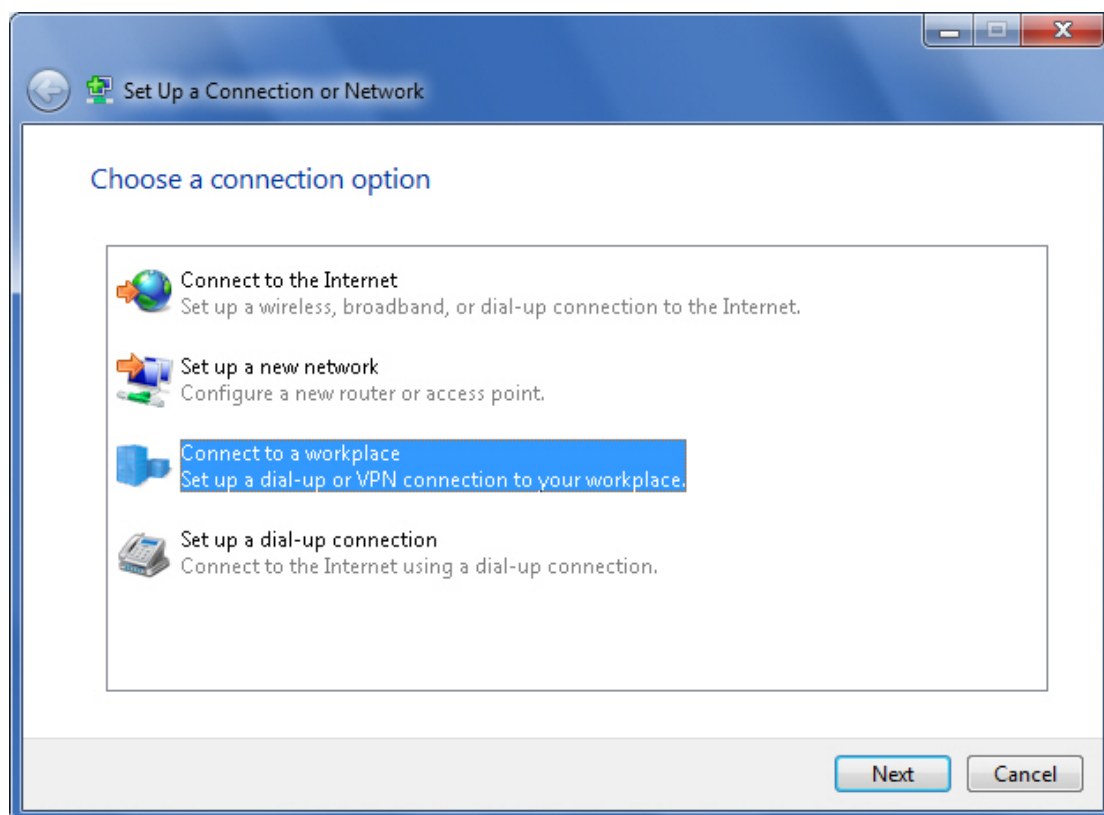 Set Up a Connection or Network
Choose a connection option
Connect to the Internet
Set up a wireless, broadband, or dial-up connection to the Internet.
Set up a new network
Configure a new router or access point.
Connect to a workplace
Set up a dial-up or VPN connection to your workplace.
Set up a dial-up connection
Connect to the Internet using a dial-up connection.
Next
Cancel